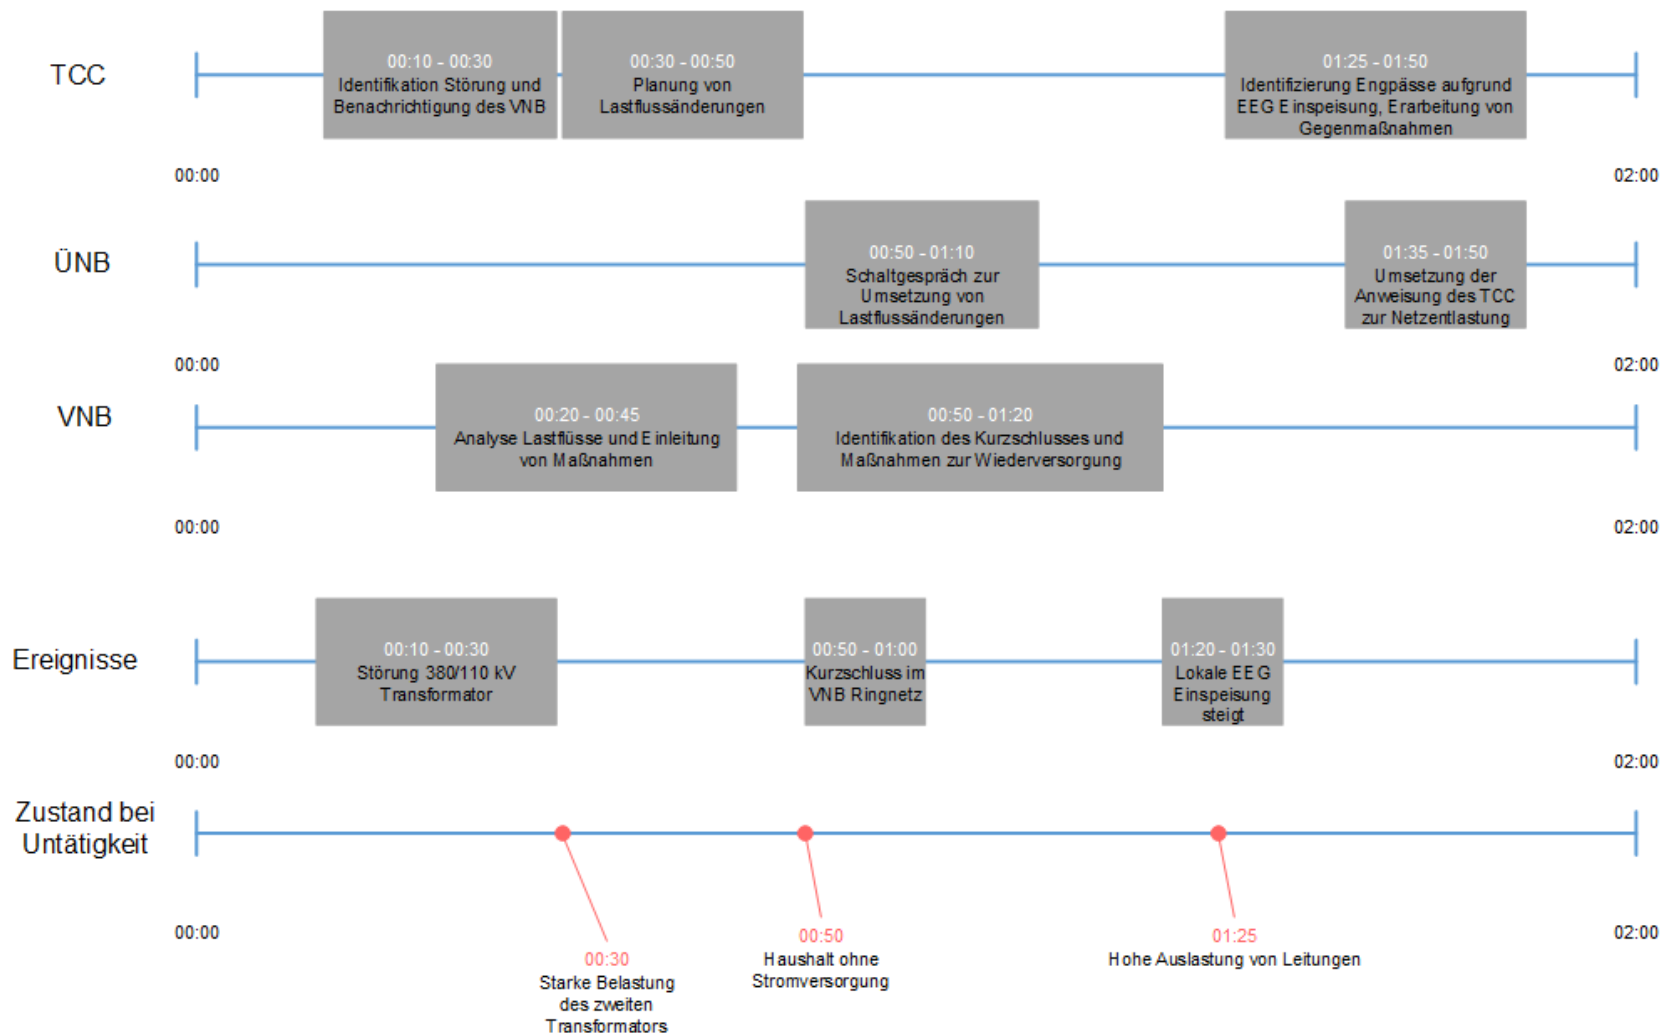 TCC
00:10 - 00:30
Identifikation Störung und
Benachrichtigung des VNB
00:30 - 00:50
Planung von
Lastflussänderungen
01:25 - 01:50
Identifizierung Engpässe aufgrund
EEG Einspeisung, Erarbeitung von
Gegenmaßnahmen
00:00
02:00
ÜNB
00:50 - 01:10
Schaltgespräch zur
Umsetzung von
Lastflussänderungen
01:35 - 01:50
Umsetzung der
Anweisung des TCC
zur Netzentlastung
00:00
02:00
VNB
00:20 - 00:45
Analyse Lastflüsse und Einleitung
von Maßnahmen
00:50 - 01:20
Identifikation des Kurzschlusses und
Maßnahmen zur Wiederversorgung
00:00
02:00
Ereignisse
00:10 - 00:30
Störung 380/110 kV
Transformator
00:50 - 01:00
Kurzschluss im
VNB Ringnetz
01:20 - 01:30
Lokale EEG
Einspeisung
steigt
00:00
02:00
Zustand bei
Untätigkeit
00:00
02:00
00:30
Starke Belastung
des zweiten
Transformators
00:50
Haushalt ohne
Stromversorgung
01:25
Hohe Auslastung von Leitungen